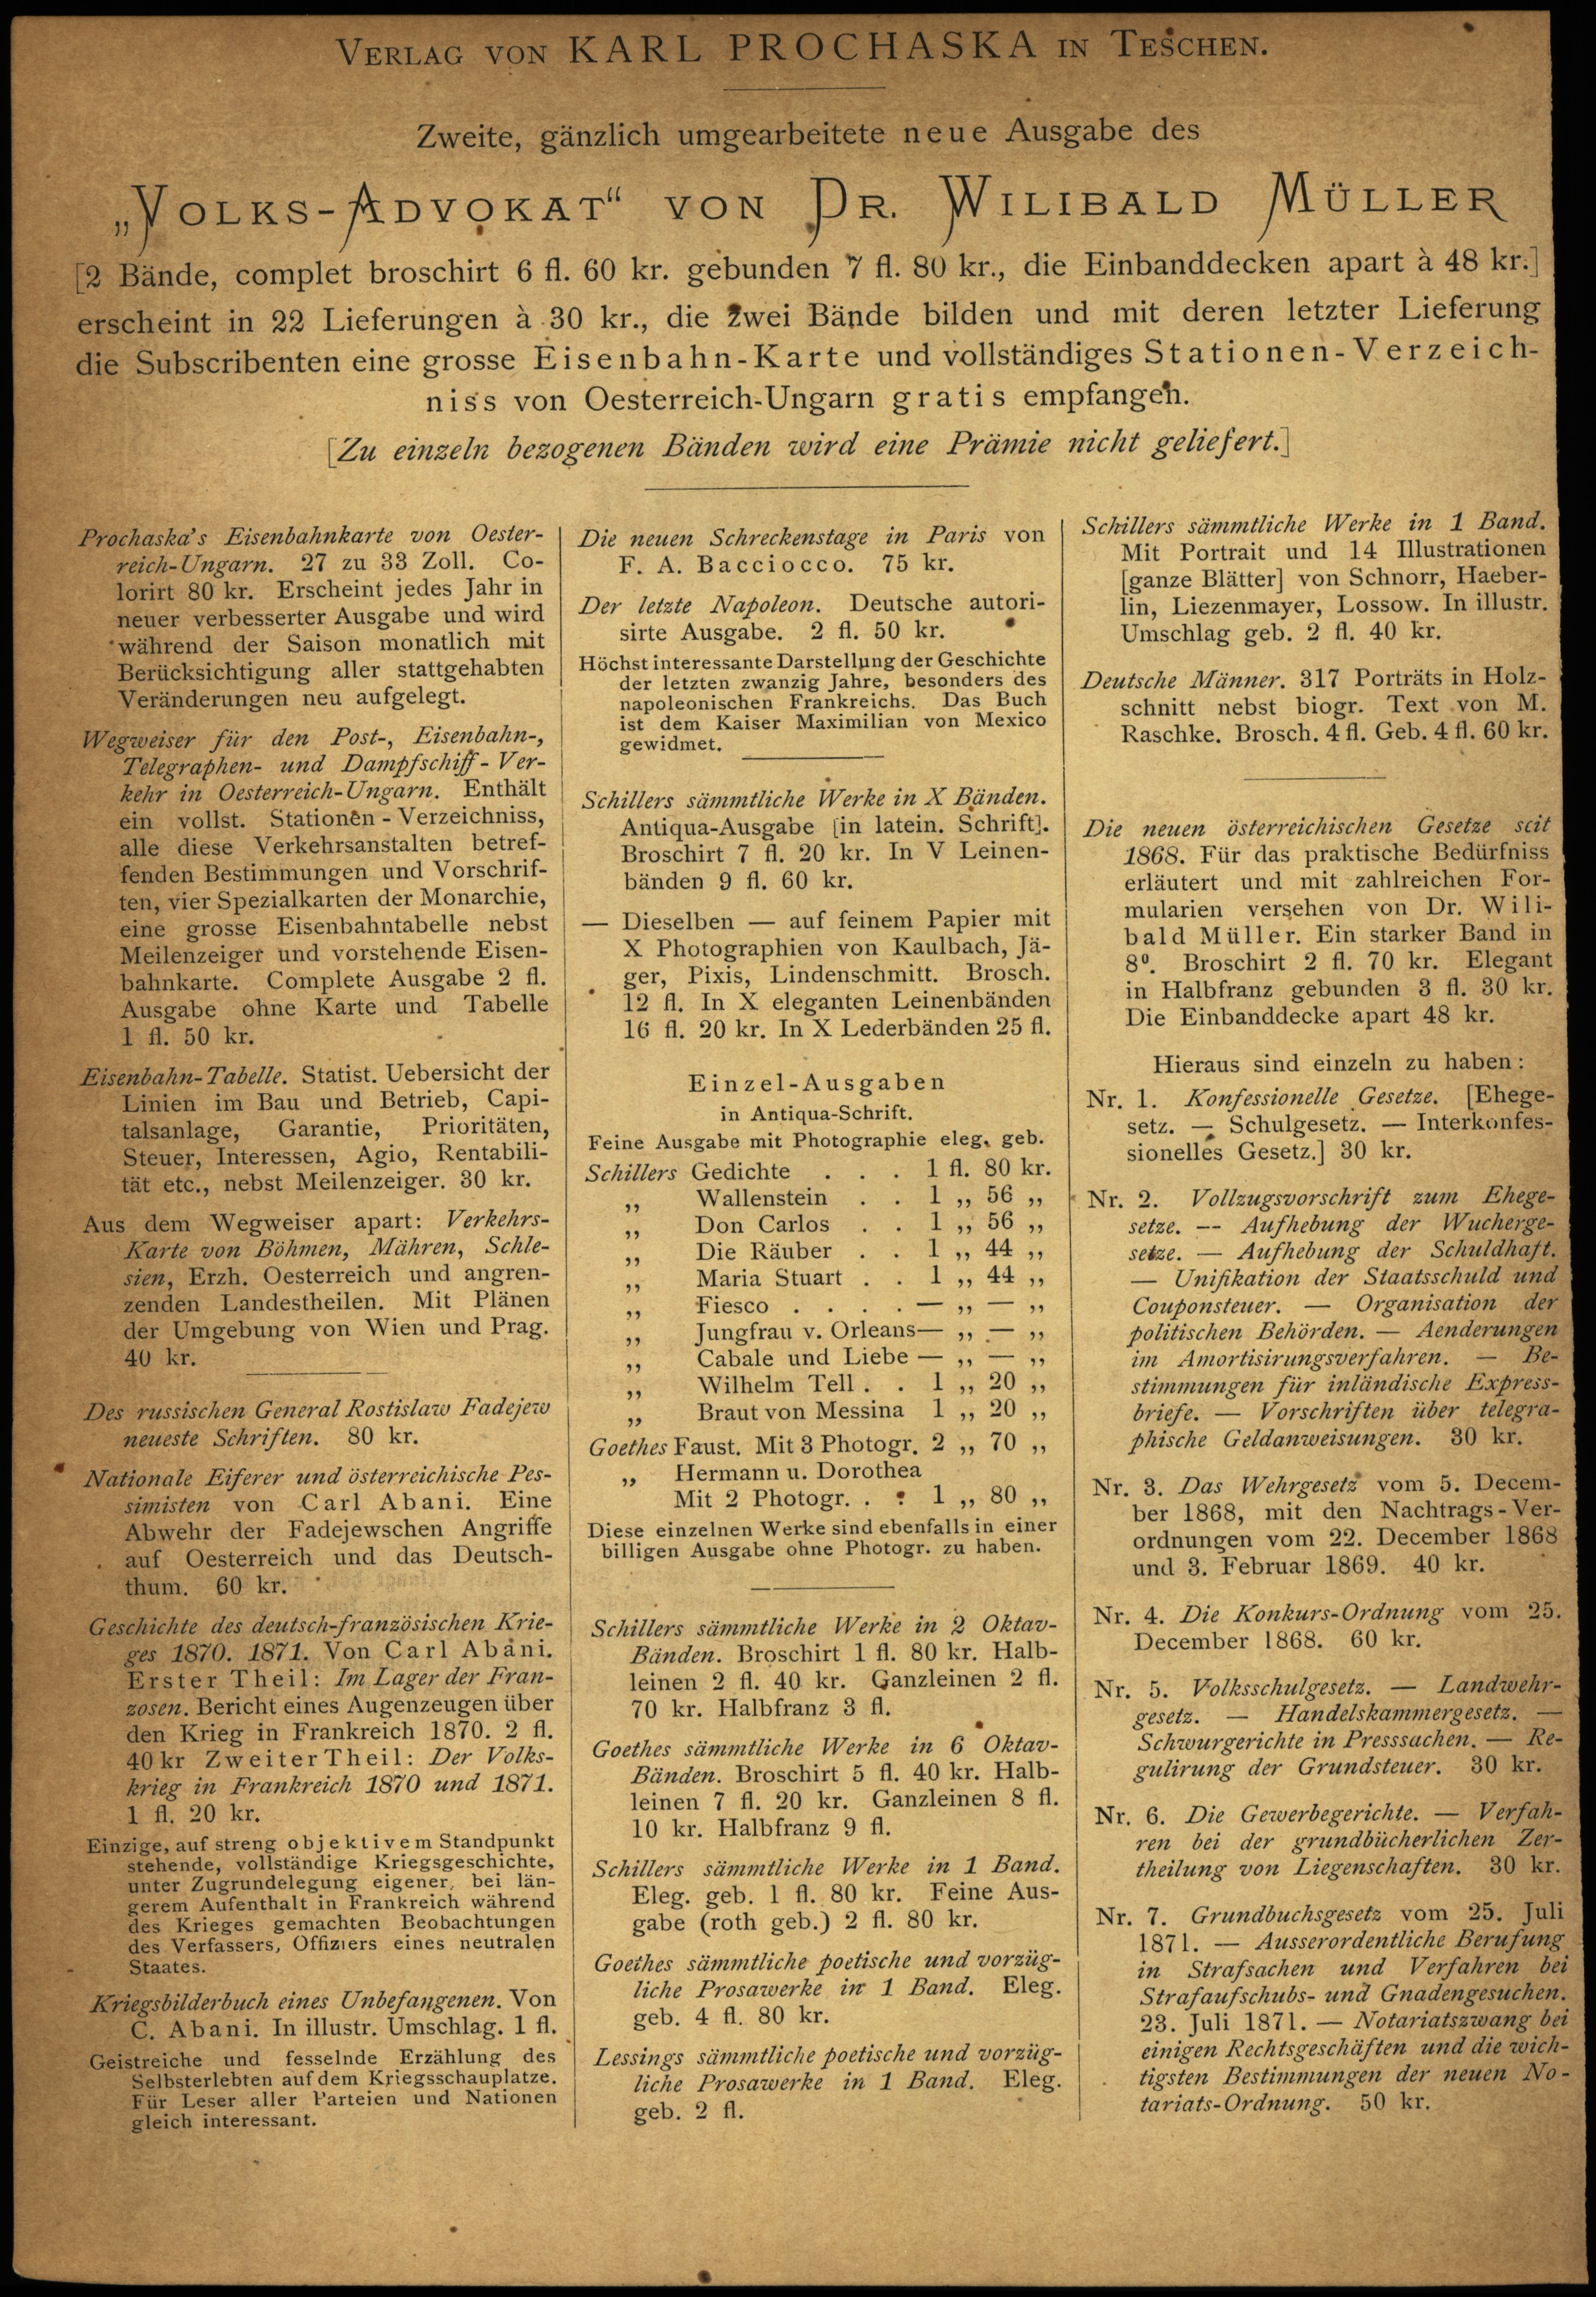 VERLAG VON KARL PROCHASKA IN TESCHEN.
Zweite, gänzlich umgearbeitete neue Ausgabe des
„VOLKS-ADVOKAT“ VON DR. WILIBALD MÜLLER
[2 Bände, complet broschirt 6 fl. 60 kr. gebunden 7 fl. 80 kr., die Einbanddecken apart à 48 kr.]
erscheint in 22 Lieferungen à 30 kr., die zwei Bände bilden und mit deren letzter Lieferung
die Subscribenten eine grosse Eisenbahn-Karte und vollständiges Stationen-Verzeich-
niss von Oesterreich-Ungarn gratis empfangen.
[Zu einzeln bezogenen Bänden wird eine Prämie nicht geliefert.]
Prochaska's Eisenbahnkarte von Oester-
reich-Ungarn. 27 zu 33 Zoll. Co-
lorirt 80 kr. Erscheint jedes Jahr in
neuer verbesserter Ausgabe und wird
während der Saison monatlich mit
Berücksichtigung aller stattgehabten
Veränderungen neu aufgelegt.
Wegweiser für den Post-, Eisenbahn-,
Telegraphen- und Dampfschiff-Ver-
kehr in Oesterreich-Ungarn. Enthält
ein vollst. Stationen-Verzeichniss,
alle diese Verkehrsanstalten betref-
fenden Bestimmungen und Vorschrif-
ten, vier Spezialkarten der Monarchie,
eine grosse Eisenbahntabelle nebst
Meilenzeiger und vorstehende Eisen-
bahnkarte. Complete Ausgabe 2 fl.
Ausgabe ohne Karte und Tabelle
1 fl. 50 kr.
Eisenbahn-Tabelle. Statist. Uebersicht der
Linien im Bau und Betrieb, Capi-
talsanlage, Garantie, Prioritäten,
Steuer, Interessen, Agio, Rentabili-
tät etc., nebst Meilenzeiger. 30 kr.
Aus dem Wegweiser apart: Verkehrs-
Karte von Böhmen, Mähren, Schle-
sien, Erzh. Oesterreich und angren-
zenden Landestheilen. Mit Plänen
der Umgebung von Wien und Prag.
40 kr.
Des russischen General Rostislaw Fadejew
neueste Schriften. 80 kr.
Nationale Eiferer und österreichische Pes-
simisten von Carl Abani. Eine
Abwehr der Fadejewschen Angriffe
auf Oesterreich und das Deutsch-
thum. 60 kr.
Geschichte des deutsch-französischen Krie-
ges 1870. 1871. Von Carl Abani.
Erster Theil: Im Lager der Fran-
zosen. Bericht eines Augenzeugen über
den Krieg in Frankreich 1870. 2 fl.
40 kr Zweiter Theil: Der Volks-
krieg in Frankreich 1870 und 1871.
1 fl. 20 kr.
Einzige, auf streng objektivem Standpunkt
stehende, vollständige Kriegsgeschichte,
unter Zugrundelegung eigener, bei län-
gerem Aufenthalt in Frankreich während
des Krieges gemachten Beobachtungen
des Verfassers, Offiziers eines neutralen
Staates.
Kriegsbilderbuch eines Unbefangenen. Von
C. Abani. In illustr. Umschlag. 1 fl.
Geistreiche und fesselnde Erzählung des
Selbsterlebten auf dem Kriegsschauplatze.
Für Leser aller Parteien und Nationen
gleich interessant.
Die neuen Schreckenstage in Paris von
F. A. Bacciocco. 75 kr.
Der letzte Napoleon. Deutsche autori-
sirte Ausgabe. 2 fl. 50 kr.
Höchst interessante Darstellung der Geschichte
der letzten zwanzig Jahre, besonders des
napoleonischen Frankreichs. Das Buch
ist dem Kaiser Maximilian von Mexico
gewidmet.
Schillers sämmtliche Werke in X Bänden.
Antiqua-Ausgabe [in latein. Schrift].
Broschirt 7 fl. 20 kr. In V Leinen-
bänden 9 fl. 60 kr.
— Dieselben — auf feinem Papier mit
X Photographien von Kaulbach, Jä-
ger, Pixis, Lindenschmitt. Brosch.
12 fl. In X eleganten Leinenbänden
16 fl. 20 kr. In X Lederbänden 25 fl.
Einzel-Ausgaben
in Antiqua-Schrift.
Feine Ausgabe mit Photographie eleg. geb.
Schillers Gedichte . . . 1 fl. 80 kr.
„ Wallenstein . . 1 „ 56 „
„ Don Carlos . . 1 „ 56 „
„ Die Räuber . . 1 „ 44 „
„ Maria Stuart . . 1 „ 44 „
„ Fiesco . . . . — „ — „
„ Jungfrau v. Orleans — „ — „
„ Cabale und Liebe — „ — „
„ Wilhelm Tell . . 1 „ 20 „
„ Braut von Messina 1 „ 20 „
Goethes Faust. Mit 3 Photogr. 2 „ 70 „
„ Hermann u. Dorothea
Mit 2 Photogr. . . 1 „ 80 „
Diese einzelnen Werke sind ebenfalls in einer
billigen Ausgabe ohne Photogr. zu haben.
Schillers sämmtliche Werke in 2 Oktav-
Bänden. Broschirt 1 fl. 80 kr. Halb-
leinen 2 fl. 40 kr. Ganzleinen 2 fl.
70 kr. Halbfranz 3 fl.
Goethes sämmtliche Werke in 6 Oktav-
Bänden. Broschirt 5 fl. 40 kr. Halb-
leinen 7 fl. 20 kr. Ganzleinen 8 fl.
10 kr. Halbfranz 9 fl.
Schillers sämmtliche Werke in 1 Band.
Eleg. geb. 1 fl. 80 kr. Feine Aus-
gabe (roth geb.) 2 fl. 80 kr.
Goethes sämmtliche poetische und vorzüg-
liche Prosawerke in 1 Band. Eleg.
geb. 4 fl. 80 kr.
Lessings sämmtliche poetische und vorzüg-
liche Prosawerke in 1 Band. Eleg.
geb. 2 fl.
Schillers sämmtliche Werke in 1 Band.
Mit Portrait und 14 Illustrationen
[ganze Blätter] von Schnorr, Haeber-
lin, Liezenmayer, Lossow. In illustr.
Umschlag geb. 2 fl. 40 kr.
Deutsche Männer. 317 Porträts in Holz-
schnitt nebst biogr. Text von M.
Raschke. Brosch. 4 fl. Geb. 4 fl. 60 kr.
Die neuen österreichischen Gesetze seit
1868. Für das praktische Bedürfniss
erläutert und mit zahlreichen For-
mularien versehen von Dr. Wili-
bald Müller. Ein starker Band in
8⁰. Broschirt 2 fl. 70 kr. Elegant
in Halbfranz gebunden 3 fl. 30 kr.
Die Einbanddecke apart 48 kr.
Hieraus sind einzeln zu haben:
Nr. 1. Konfessionelle Gesetze. [Ehege-
setz. — Schulgesetz. — Interkonfes-
sionelles Gesetz.] 30 kr.
Nr. 2. Vollzugsvorschrift zum Ehege-
setze. — Aufhebung der Wucherge-
setze. — Aufhebung der Schuldhaft.
— Unifikation der Staatsschuld und
Couponsteuer. — Organisation der
politischen Behörden. — Aenderungen
im Amortisirungsverfahren. — Be-
stimmungen für inländische Express-
briefe. — Vorschriften über telegra-
phische Geldanweisungen. 30 kr.
Nr. 3. Das Wehrgesetz vom 5. Decem-
ber 1868, mit den Nachtrags-Ver-
ordnungen vom 22. December 1868
und 3. Februar 1869. 40 kr.
Nr. 4. Die Konkurs-Ordnung vom 25.
December 1868. 60 kr.
Nr. 5. Volksschulgesetz. — Landwehr-
gesetz. — Handelskammergesetz. —
Schwurgerichte in Presssachen. — Re-
gulirung der Grundsteuer. 30 kr.
Nr. 6. Die Gewerbegerichte. — Verfah-
ren bei der grundbücherlichen Zer-
theilung von Liegenschaften. 30 kr.
Nr. 7. Grundbuchsgesetz vom 25. Juli
1871. — Ausserordentliche Berufung
in Strafsachen und Verfahren bei
Strafaufschubs- und Gnadengesuchen.
23. Juli 1871. — Notariatszwang bei
einigen Rechtsgeschäften und die wich-
tigsten Bestimmungen der neuen No-
tariats-Ordnung. 50 kr.